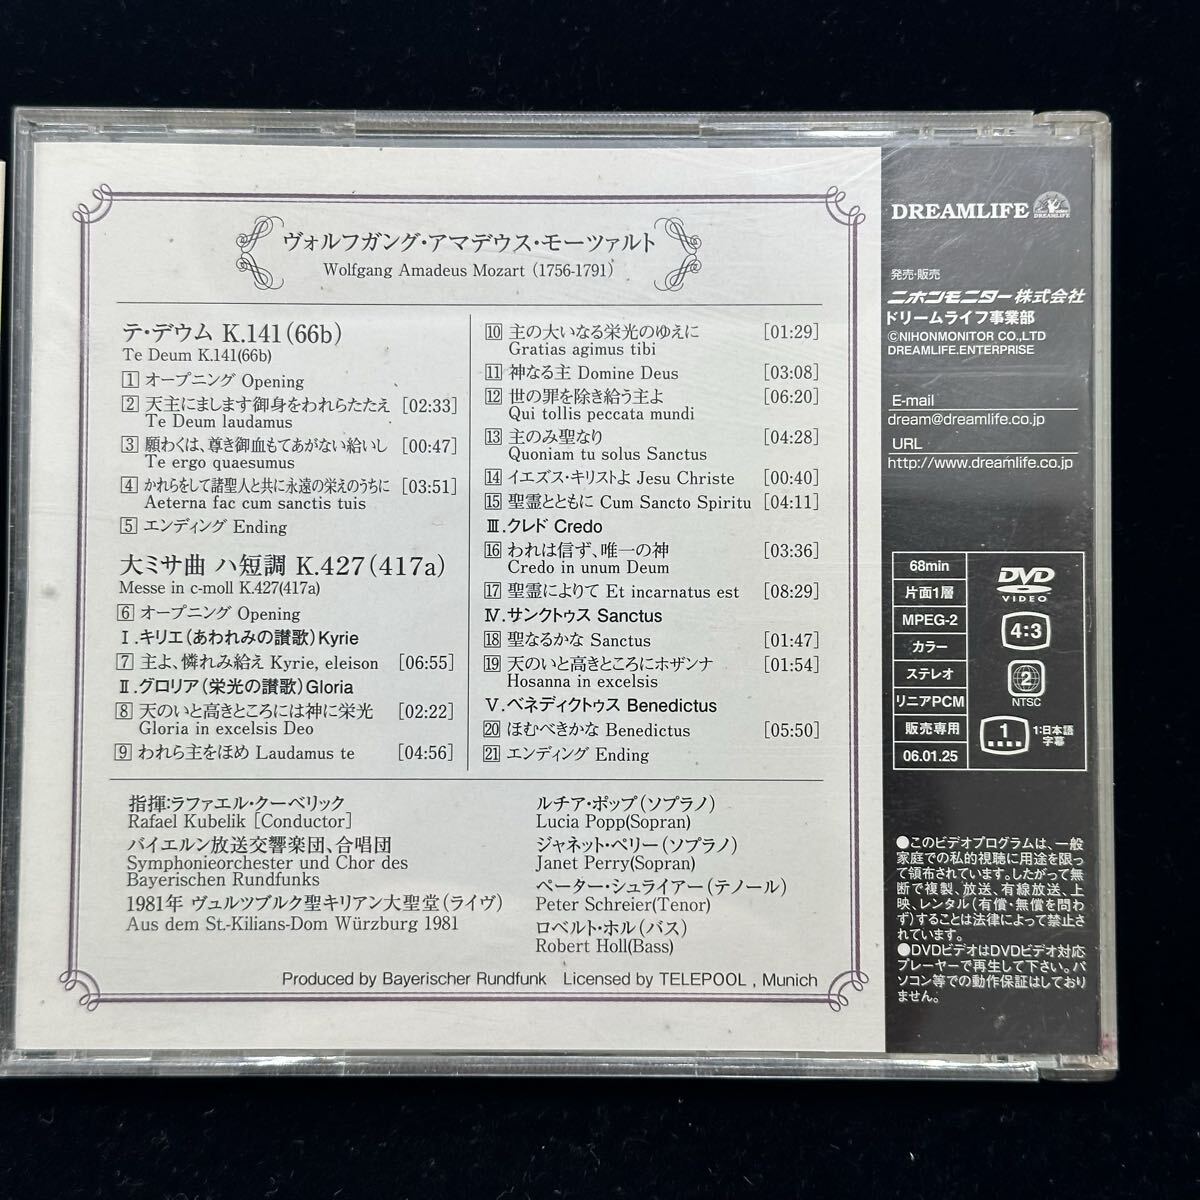 ヴォルフガング・アマデウス・モーツァルト
Wolfgang Amadeus Mozart (1756-1791)
テ・デウム K.141(66b)
Te Deum K.141(66b)
1 オープニング Opening
2 天主にまします御身をわれらたたえ [02:33]
Te Deum laudamus
3 願わくは、尊き御血もてあがない給いし [00:47]
Te ergo quaesumus
4 かれらをして諸聖人と共に永遠の栄えのうちに [03:51]
Aeterna fac cum sanctis tuis
5 エンディング Ending
大ミサ曲 ハ短調 K.427(417a)
Messe in c-moll K.427(417a)
6 オープニング Opening
Ⅰ.キリエ(あわれみの讃歌)Kyrie
7 主よ、憐れみ給え Kyrie, eleison [06:55]
Ⅱ.グロリア(栄光の讃歌)Gloria
8 天のいと高きところには神に栄光 [02:22]
Gloria in excelsis Deo
9 われら主をほめ Laudamus te [04:56]
10 主の大いなる栄光のゆえに [01:29]
Gratias agimus tibi
11 神なる主 Domine Deus [03:08]
12 世の罪を除き給う主よ [06:20]
Qui tollis peccata mundi
13 主のみ聖なり [04:28]
Quoniam tu solus Sanctus
14 イエズス・キリストよ Jesu Christe [00:40]
15 聖霊とともに Cum Sancto Spiritu [04:11]
Ⅲ.クレド Credo
16 われは信ず、唯一の神 [03:36]
Credo in unum Deum
17 聖霊によりて Et incarnatus est [08:29]
Ⅳ.サンクトゥス Sanctus
18 聖なるかな Sanctus [01:47]
19 天のいと高きところにホザンナ [01:54]
Hosanna in excelsis
Ⅴ.ベネディクトゥス Benedictus
20 ほむべきかな Benedictus [05:50]
21 エンディング Ending
指揮:ラファエル・クーベリック
Rafael Kubelik [Conductor]
バイエルン放送交響楽団、合唱団
Symphonieorchester und Chor des
Bayerischen Rundfunks
1981年 ヴュルツブルク聖キリアン大聖堂(ライヴ)
Aus dem St.-Kilians-Dom Würzburg 1981
ルチア・ポップ(ソプラノ)
Lucia Popp(Sopran)
ジャネット・ペリー(ソプラノ)
Janet Perry(Sopran)
ペーター・シュライアー(テノール)
Peter Schreier(Tenor)
ロベルト・ホル(バス)
Robert Holl(Bass)
Produced by Bayerischer Rundfunk Licensed by TELEPOOL , Munich
DREAMLIFE
DREAMLIFE
発売・販売
ニホンモニター株式会社
ドリームライフ事業部
©NIHONMONITOR CO.,LTD
DREAMLIFE.ENTERPRISE
E-mail
dream@dreamlife.co.jp
URL
http://www.dreamlife.co.jp
68min
片面1層
MPEG-2
カラー
ステレオ
リニアPCM
販売専用
06.01.25
DVD
VIDEO
4:3
2
NTSC
1
1:日本語
字幕
●このビデオプログラムは、一般
家庭での私的視聴に用途を限っ
て頒布されています。したがって無
断で複製、放送、有線放送、上
映、レンタル(有償・無償を問わ
ず)することは法律によって禁止さ
れています。
●DVDビデオはDVDビデオ対応
プレーヤーで再生して下さい。パ
ソコン等での動作保証はしており
ません。